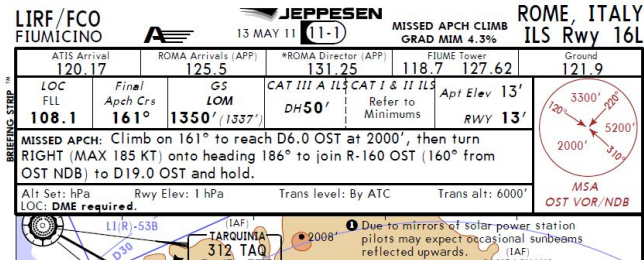 LIRF/FCO
FIUMICINO
JEPPESEN
13 MAY 11 (11-1)
MISSED APCH CLIMB
GRAD MIM 4.3%
ROME, ITALY
ILS Rwy 16L
BRIEFING STRIP TM
ATIS Arrival
120.17
ROMA Arrivals (APP)
125.5
*ROMA Director (APP)
131.25
FIUME Tower
118.7 127.62
Ground
121.9
LOC
FLL
108.1
Final
Apch Crs
161°
GS
LOM
1350' (1337')
CAT III A ILS
DH 50'
CAT I & II ILS
Refer to
Minimums
Apt Elev 13'
RWY 13'
MISSED APCH: Climb on 161° to reach D6.0 OST at 2000', then turn
RIGHT (MAX 185 KT) onto heading 186° to join R-160 OST (160° from
OST NDB) to D19.0 OST and hold.
Alt Set: hPa Rwy Elev: 1 hPa Trans level: By ATC Trans alt: 6000'
LOC: DME required.
3300'
120°
220°
5200'
2000'
310°
MSA
OST VOR/NDB
LI(R)-53B
D30
(IAF)
TARQUINIA
312 TAQ
2008'
1 Due to mirrors of solar power station
pilots may expect occasional sunbeams
reflected upwards.
(IAF)